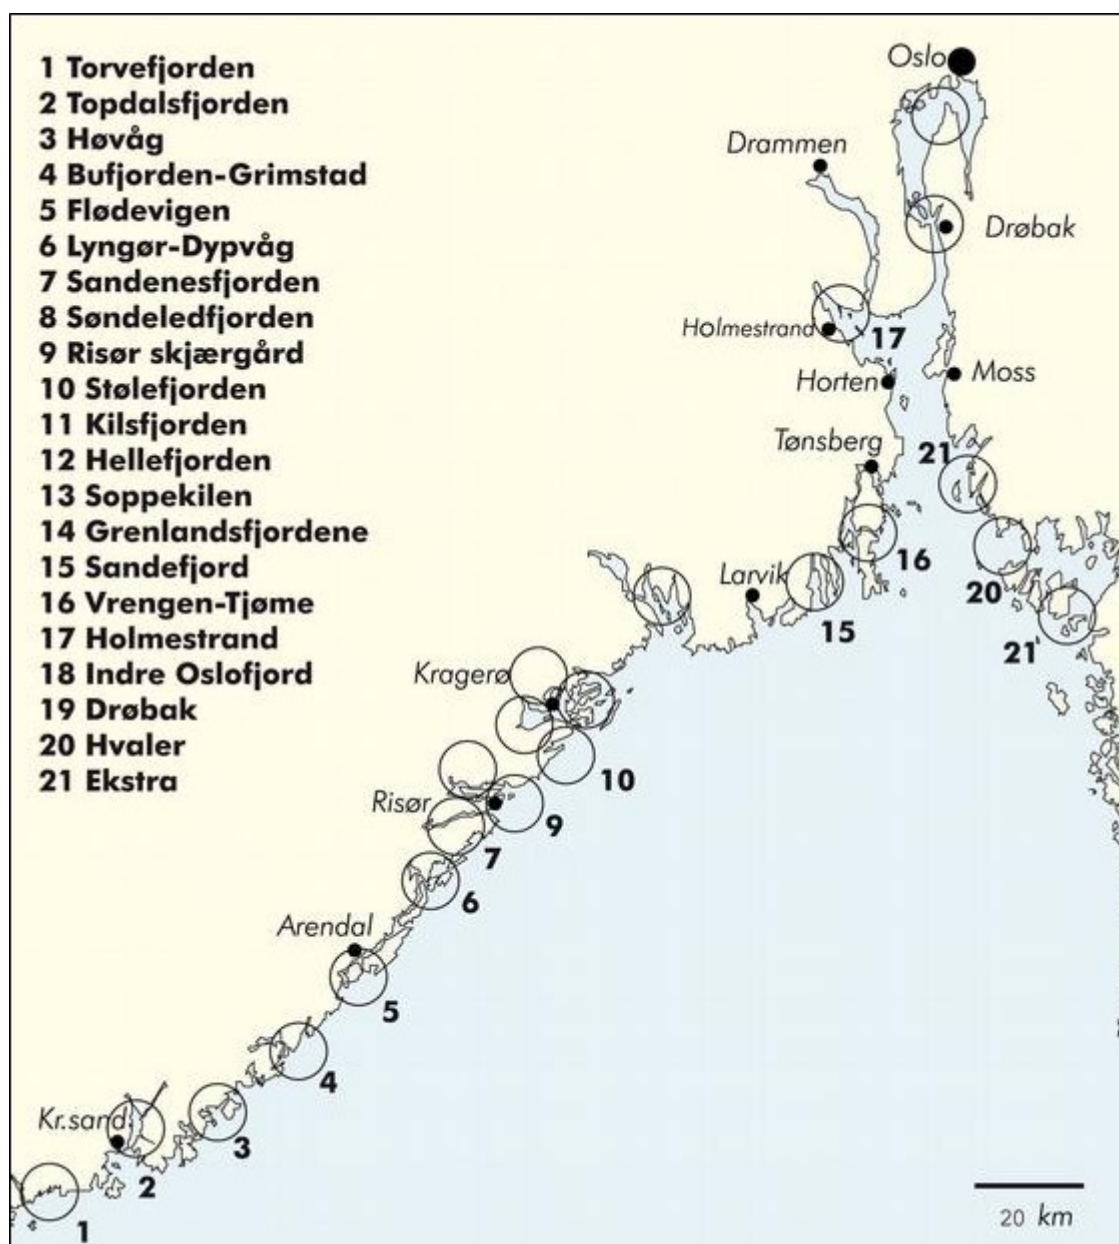 1 Torvefjorden
2 Topdalsfjorden
3 Høvåg
4 Bufjorden-Grimstad
5 Flødevigen
6 Lyngør-Dypvåg
7 Sandenesfjorden
8 Søndeledfjorden
9 Risør skjærgård
10 Stølefjorden
11 Kilsfjorden
12 Hellefjorden
13 Soppekilen
14 Grenlandsfjordene
15 Sandefjord
16 Vrengen-Tjøme
17 Holmestrand
18 Indre Oslofjord
19 Drøbak
20 Hvaler
21 Ekstra
Oslo
Drammen
Drøbak
Holmestrand
17
Horten
Moss
Tønsberg
21
16
20
Larvik
15
21
Kragerø
10
Risør
9
7
6
Arendal
5
4
Kr.sand.
3
2
1
20 km